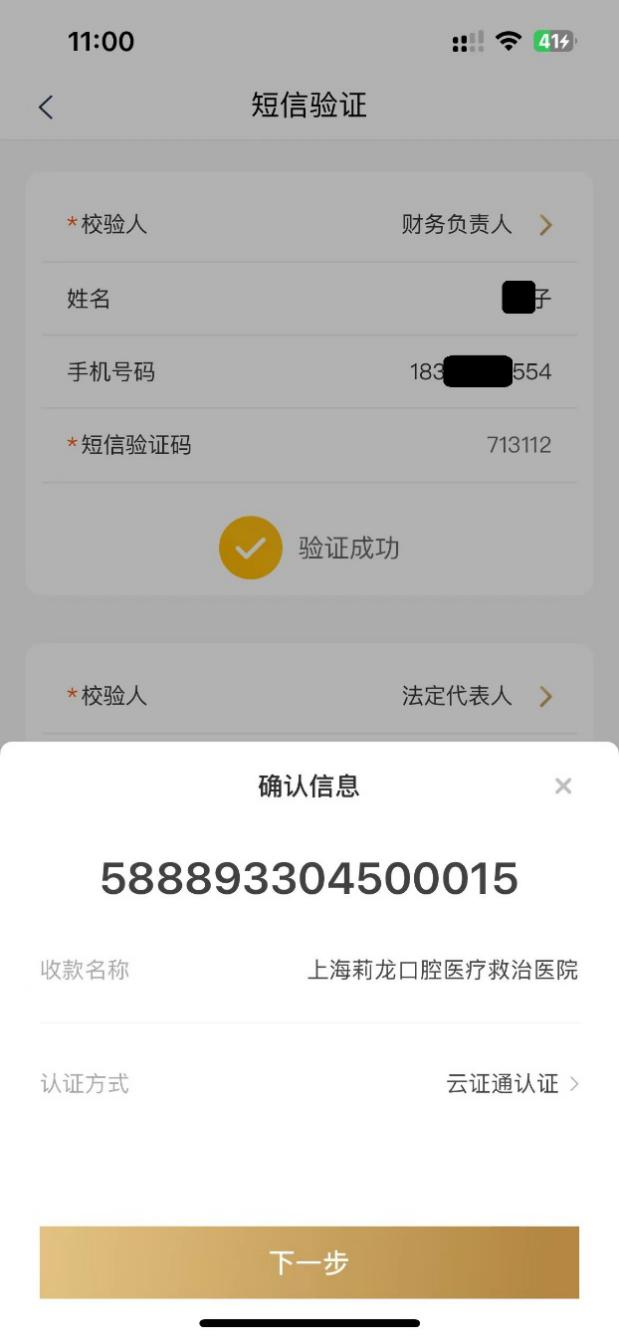 11:00
41
短信验证
*校验人 财务负责人
姓名 子
手机号码 183 554
*短信验证码 713112
验证成功
*校验人 法定代表人
确认信息
588893304500015
收款名称 上海莉龙口腔医疗救治医院
认证方式 云证通认证
下一步